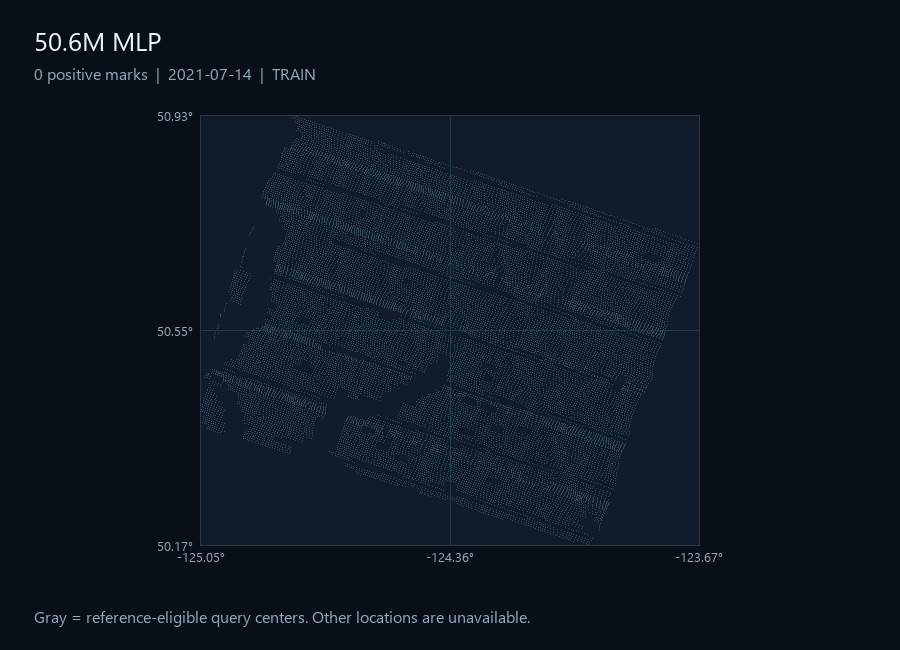 50.6M MLP
0 positive marks | 2021-07-14 | TRAIN
50.93°
50.55°
50.17°
-125.05° -124.36° -123.67°
Gray = reference-eligible query centers. Other locations are unavailable.